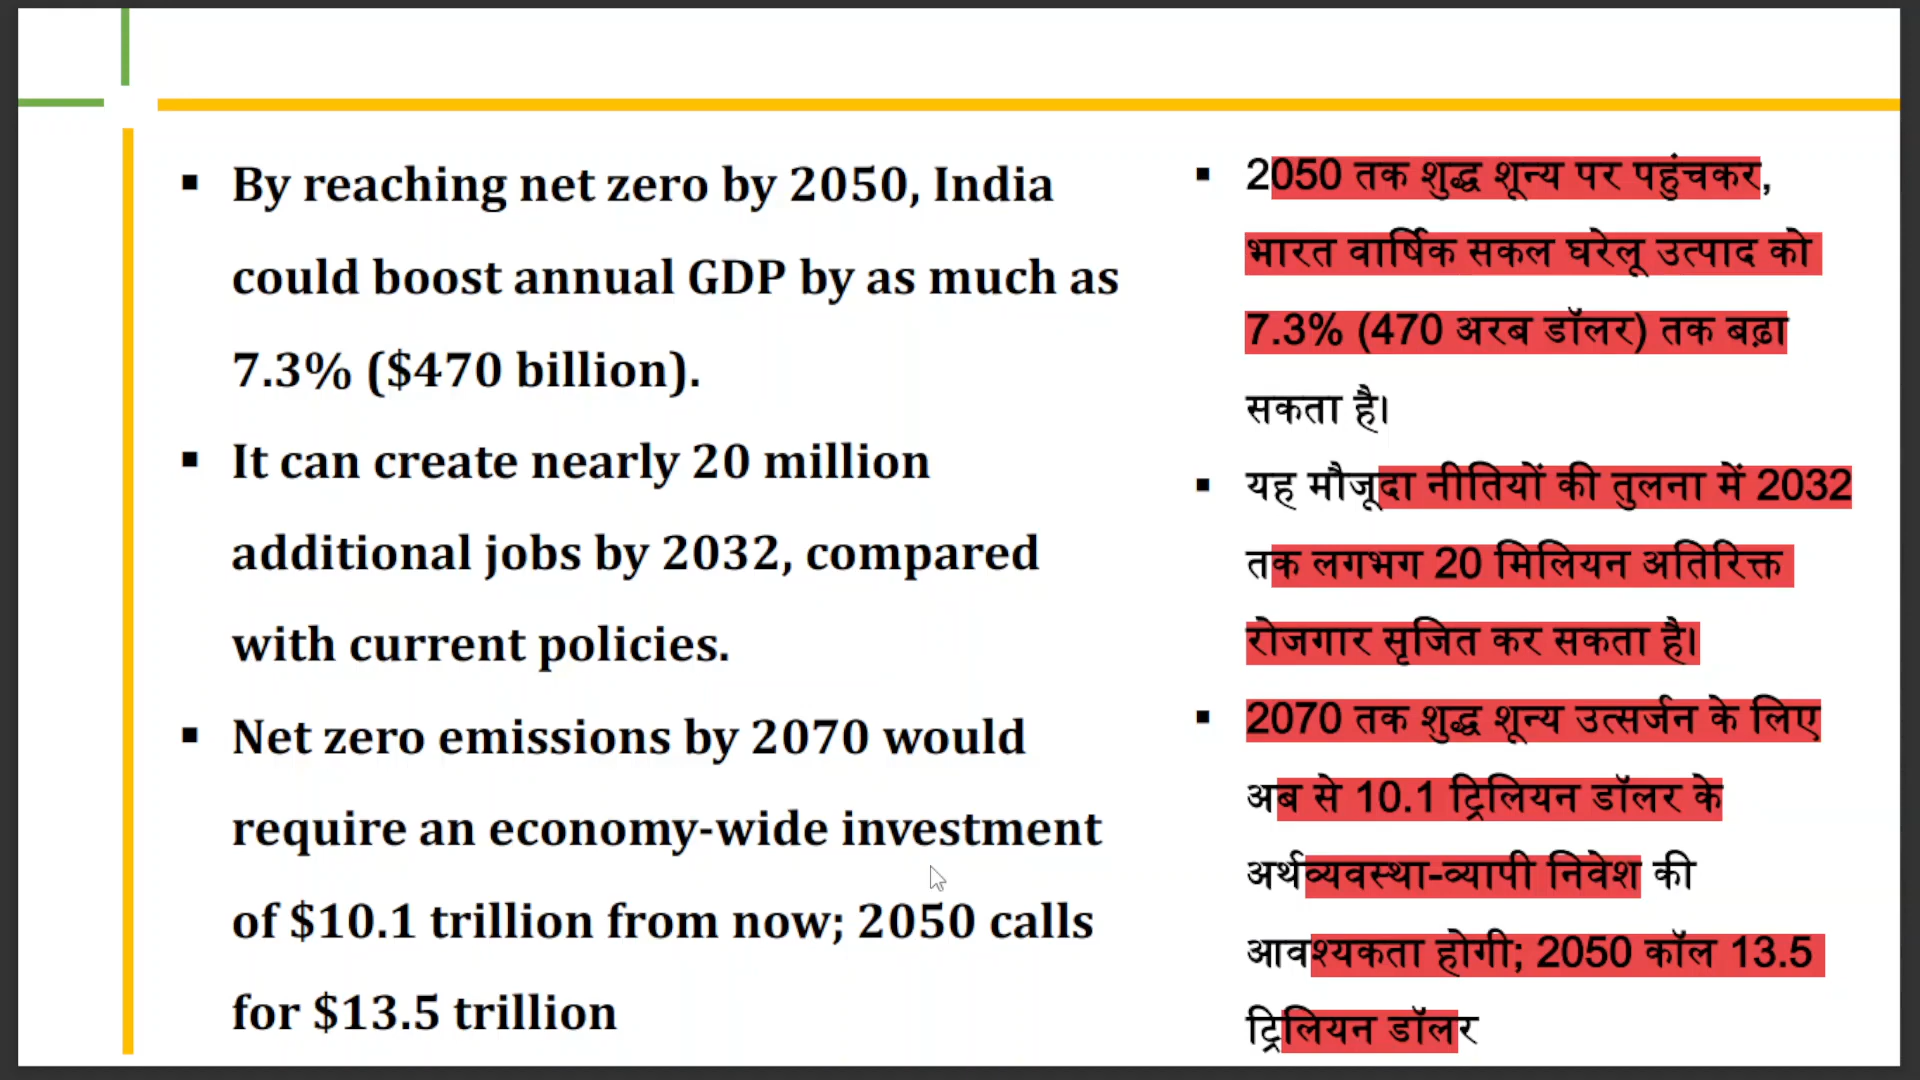 ▪ By reaching net zero by 2050, India
could boost annual GDP by as much as
7.3% ($470 billion).
▪ It can create nearly 20 million
additional jobs by 2032, compared
with current policies.
▪ Net zero emissions by 2070 would
require an economy-wide investment
of $10.1 trillion from now; 2050 calls
for $13.5 trillion
▪ 2050 तक शुद्ध शून्य पर पहुंचकर,
भारत वार्षिक सकल घरेलू उत्पाद को
7.3% (470 अरब डॉलर) तक बढ़ा
सकता है।
▪ यह मौजूदा नीतियों की तुलना में 2032
तक लगभग 20 मिलियन अतिरिक्त
रोजगार सृजित कर सकता है।
▪ 2070 तक शुद्ध शून्य उत्सर्जन के लिए
अब से 10.1 ट्रिलियन डॉलर के
अर्थव्यवस्था-व्यापी निवेश की
आवश्यकता होगी; 2050 कॉल 13.5
ट्रिलियन डॉलर